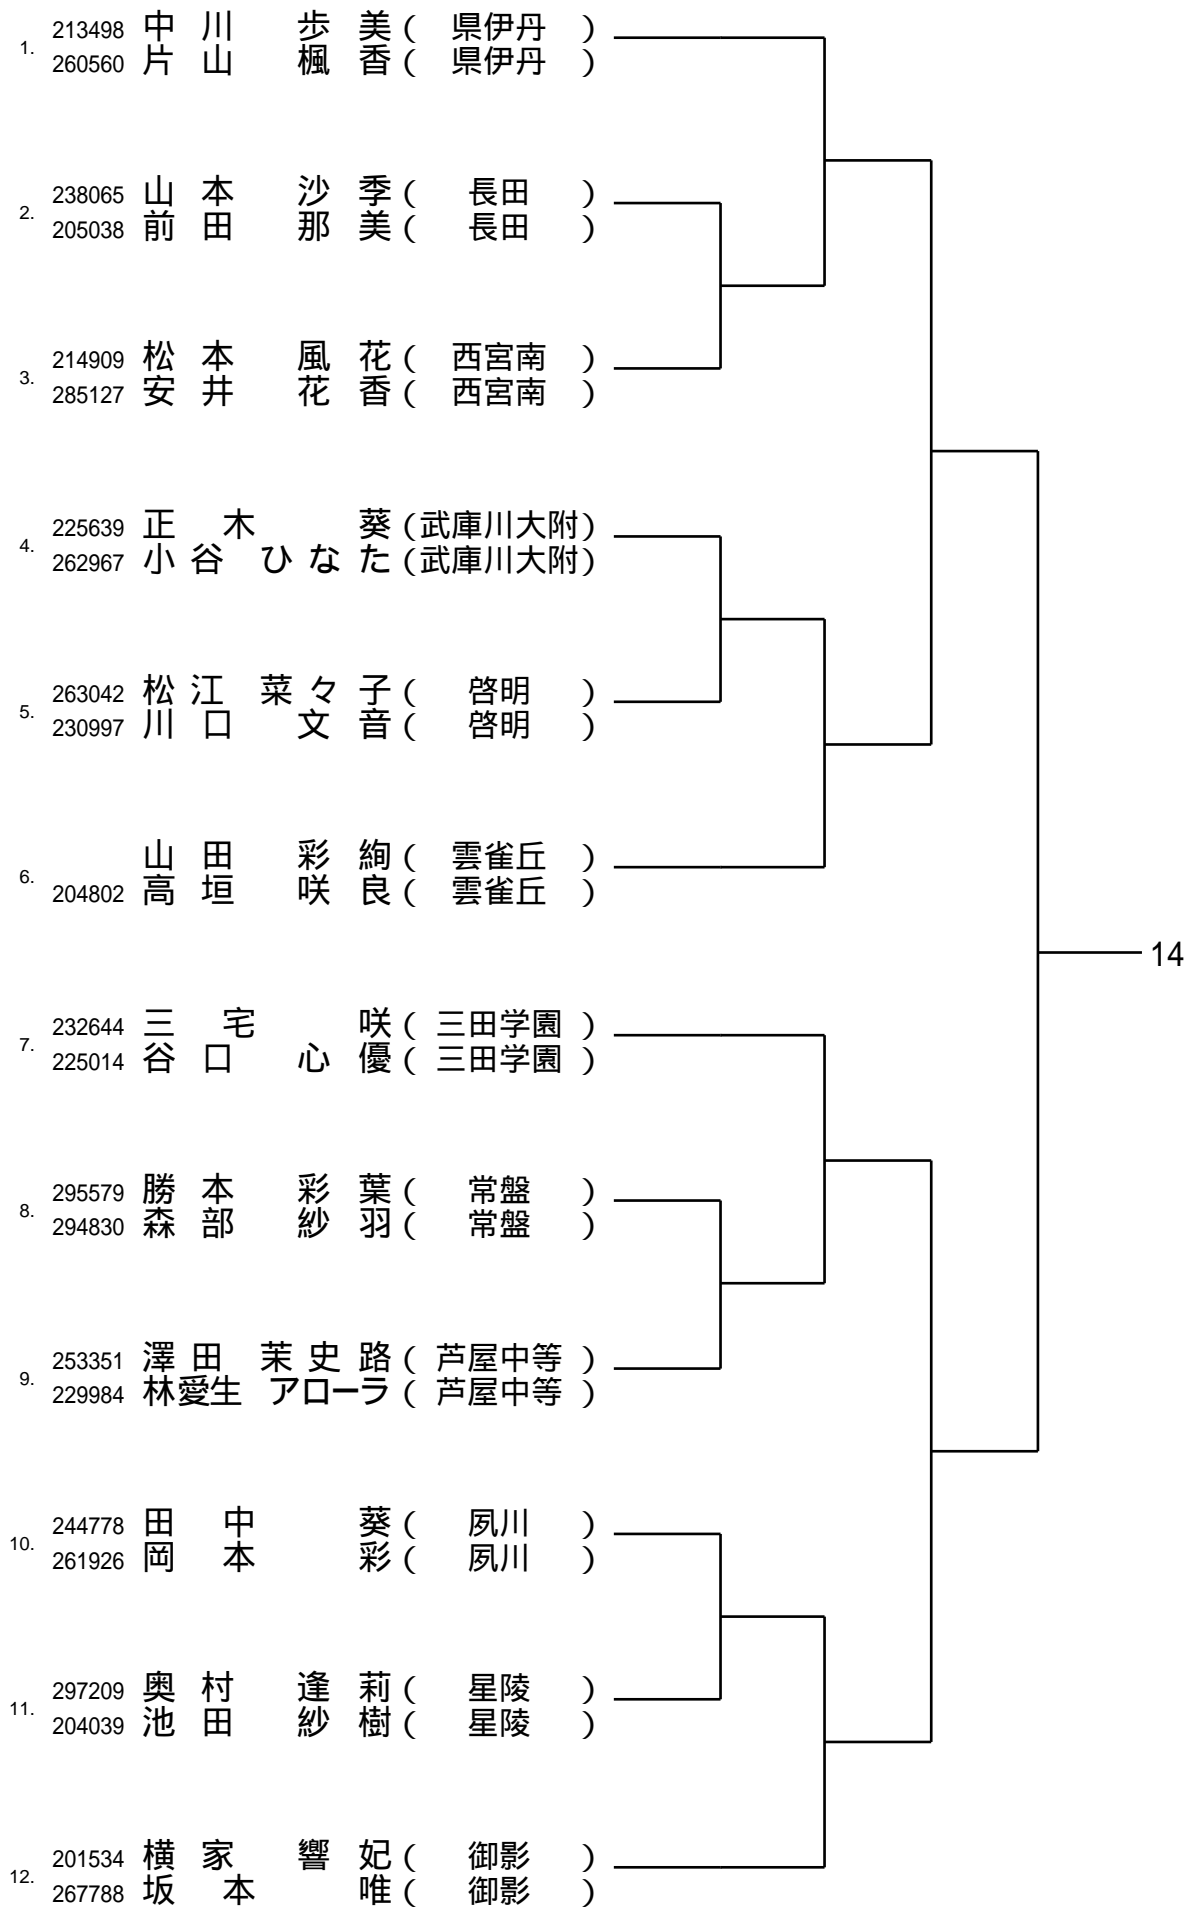 1. 213498 中川 歩美 ( 県伊丹 )
260560 片山 楓香 ( 県伊丹 )
2. 238065 山本 沙季 ( 長田 )
205038 前田 那美 ( 長田 )
3. 214909 松本 風花 ( 西宮南 )
285127 安井 花香 ( 西宮南 )
4. 225639 正木 葵 (武庫川大附)
262967 小谷 ひなた (武庫川大附)
5. 263042 松江 菜々子 ( 啓明 )
230997 川口 文音 ( 啓明 )
6. 山田 彩絢 ( 雲雀丘 )
204802 高垣 咲良 ( 雲雀丘 )
14
7. 232644 三宅 咲 ( 三田学園 )
225014 谷口 心優 ( 三田学園 )
8. 295579 勝本 彩葉 ( 常盤 )
294830 森部 紗羽 ( 常盤 )
9. 253351 澤田 茉史路 ( 芦屋中等 )
229984 林愛生 アローラ ( 芦屋中等 )
10. 244778 田中 葵 ( 夙川 )
261926 岡本 彩 ( 夙川 )
11. 297209 奥村 逢莉 ( 星陵 )
204039 池田 紗樹 ( 星陵 )
12. 201534 横家 響妃 ( 御影 )
267788 坂本 唯 ( 御影 )